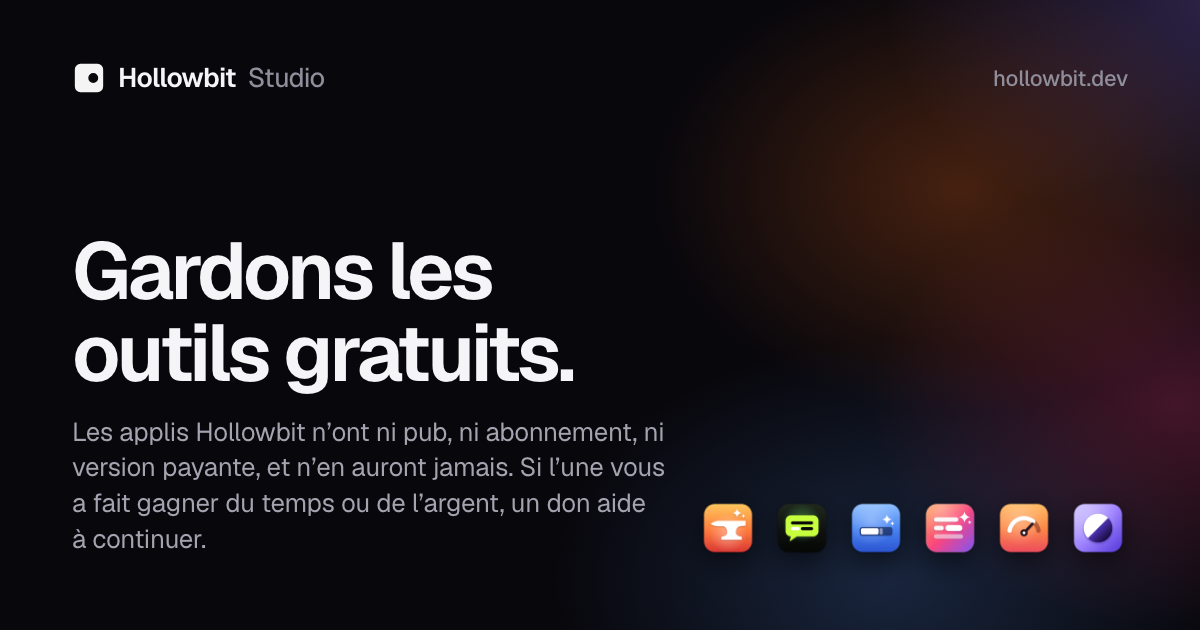 Hollowbit Studio
hollowbit.dev
Gardons les
outils gratuits.
Les applis Hollowbit n’ont ni pub, ni abonnement, ni
version payante, et n’en auront jamais. Si l’une vous
a fait gagner du temps ou de l’argent, un don aide
à continuer.